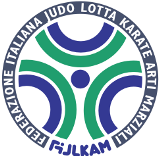 FEDERAZIONE ITALIANA JUDO LOTTA KARATE ARTI MARZIALI
FIJLKAM